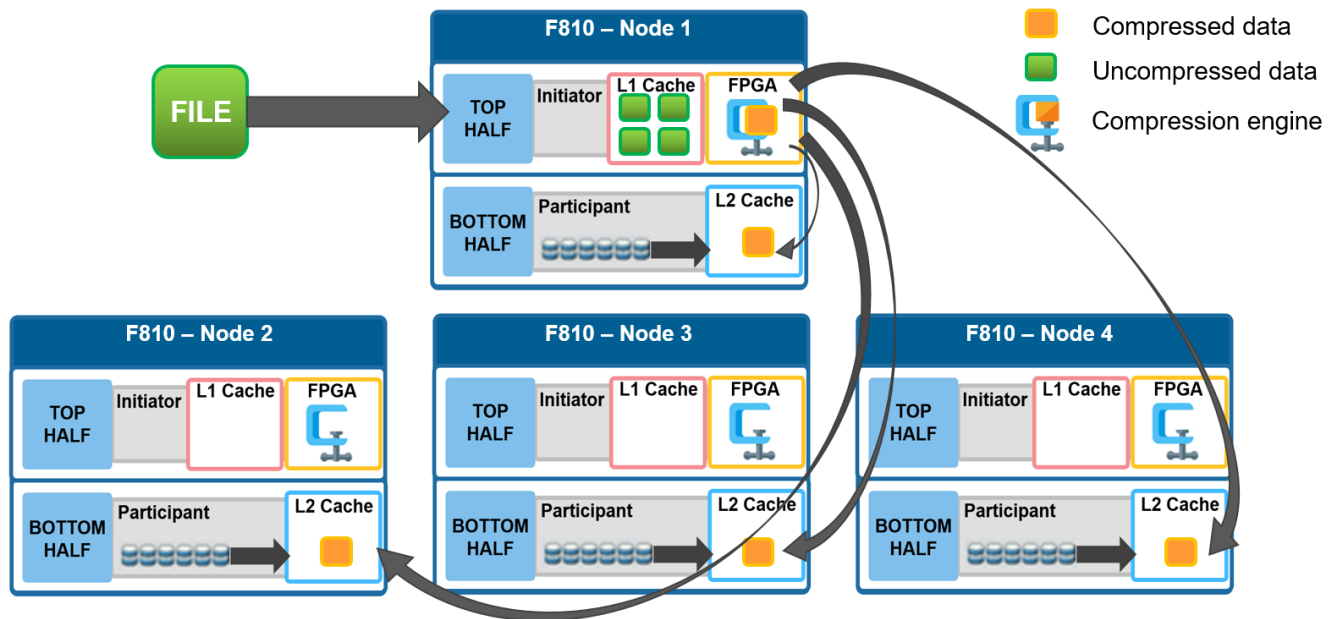 F810 – Node 1
Compressed data
Uncompressed data
Compression engine
FILE
TOP
HALF
Initiator
L1 Cache
FPGA
BOTTOM
HALF
Participant
L2 Cache
F810 – Node 2
TOP
HALF
Initiator
L1 Cache
FPGA
BOTTOM
HALF
Participant
L2 Cache
F810 – Node 3
TOP
HALF
Initiator
L1 Cache
FPGA
BOTTOM
HALF
Participant
L2 Cache
F810 – Node 4
TOP
HALF
Initiator
L1 Cache
FPGA
BOTTOM
HALF
Participant
L2 Cache